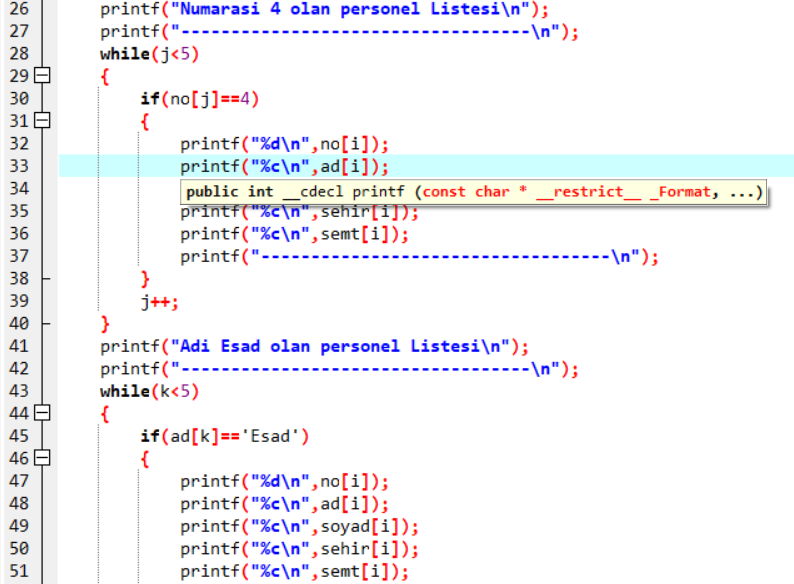 26 printf("Numarasi 4 olan personel Listesi\n");
27 printf("-----------------------------------\n");
28 while(j<5)
29 {
30 if(no[j]==4)
31 {
32 printf("%d\n",no[i]);
33 printf("%c\n",ad[i]);
34 public int __cdecl printf (const char * __restrict__ _Format, ...)
35 printf("%c\n",sehir[i]);
36 printf("%c\n",semt[i]);
37 printf("-----------------------------------\n");
38 }
39 j++;
40 }
41 printf("Adi Esad olan personel Listesi\n");
42 printf("-----------------------------------\n");
43 while(k<5)
44 {
45 if(ad[k]=='Esad')
46 {
47 printf("%d\n",no[i]);
48 printf("%c\n",ad[i]);
49 printf("%c\n",soyad[i]);
50 printf("%c\n",sehir[i]);
51 printf("%c\n",semt[i]);